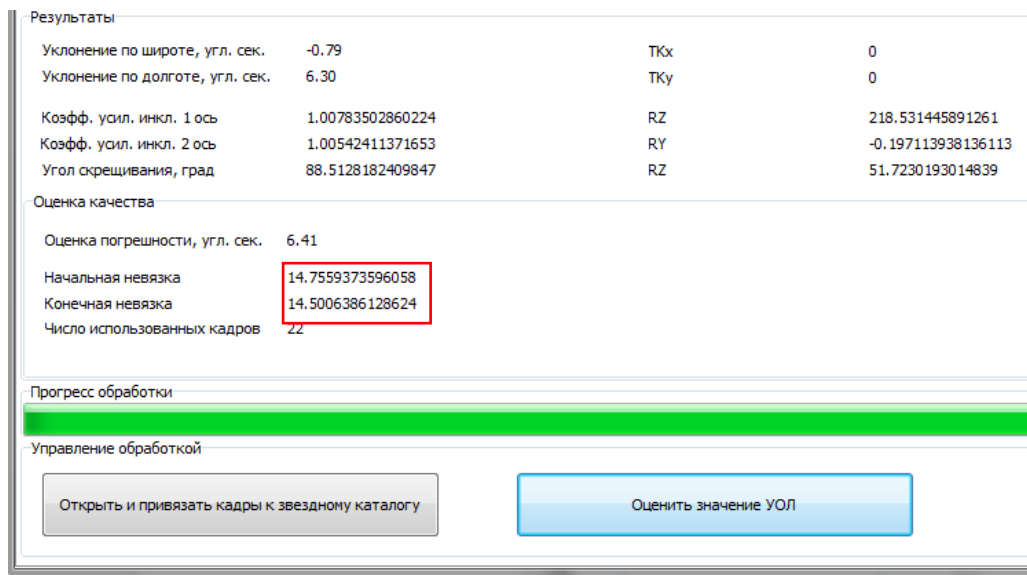 Результаты
Уклонение по широте, угл. сек. -0.79 TKx 0
Уклонение по долготе, угл. сек. 6.30 TKy 0
Коэфф. усил. инкл. 1 ось 1.00783502860224 RZ 218.531445891261
Коэфф. усил. инкл. 2 ось 1.00542411371653 RY -0.197113938136113
Угол скрещивания, град 88.5128182409847 RZ 51.7230193014839
Оценка качества
Оценка погрешности, угл. сек. 6.41
Начальная невязка 14.7559373596058
Конечная невязка 14.5006386128624
Число использованных кадров 22
Прогресс обработки
Управление обработкой
Открыть и привязать кадры к звездному каталогу Оценить значение УОЛ